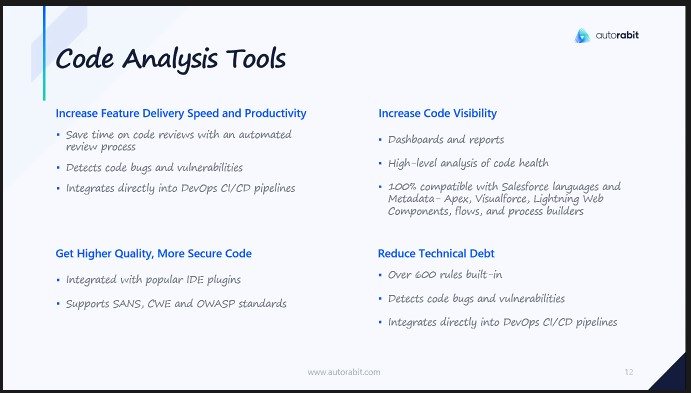 autorabit
Code Analysis Tools
Increase Feature Delivery Speed and Productivity
▪ Save time on code reviews with an automated
review process
▪ Detects code bugs and vulnerabilities
▪ Integrates directly into DevOps CI/CD pipelines
Increase Code Visibility
▪ Dashboards and reports
▪ High-level analysis of code health
▪ 100% compatible with Salesforce languages and
Metadata- Apex, Visualforce, Lightning Web
Components, flows, and process builders
Get Higher Quality, More Secure Code
▪ Integrated with popular IDE plugins
▪ Supports SANS, CWE and OWASP standards
Reduce Technical Debt
▪ Over 600 rules built-in
▪ Detects code bugs and vulnerabilities
▪ Integrates directly into DevOps CI/CD pipelines
www.autorabit.com
12